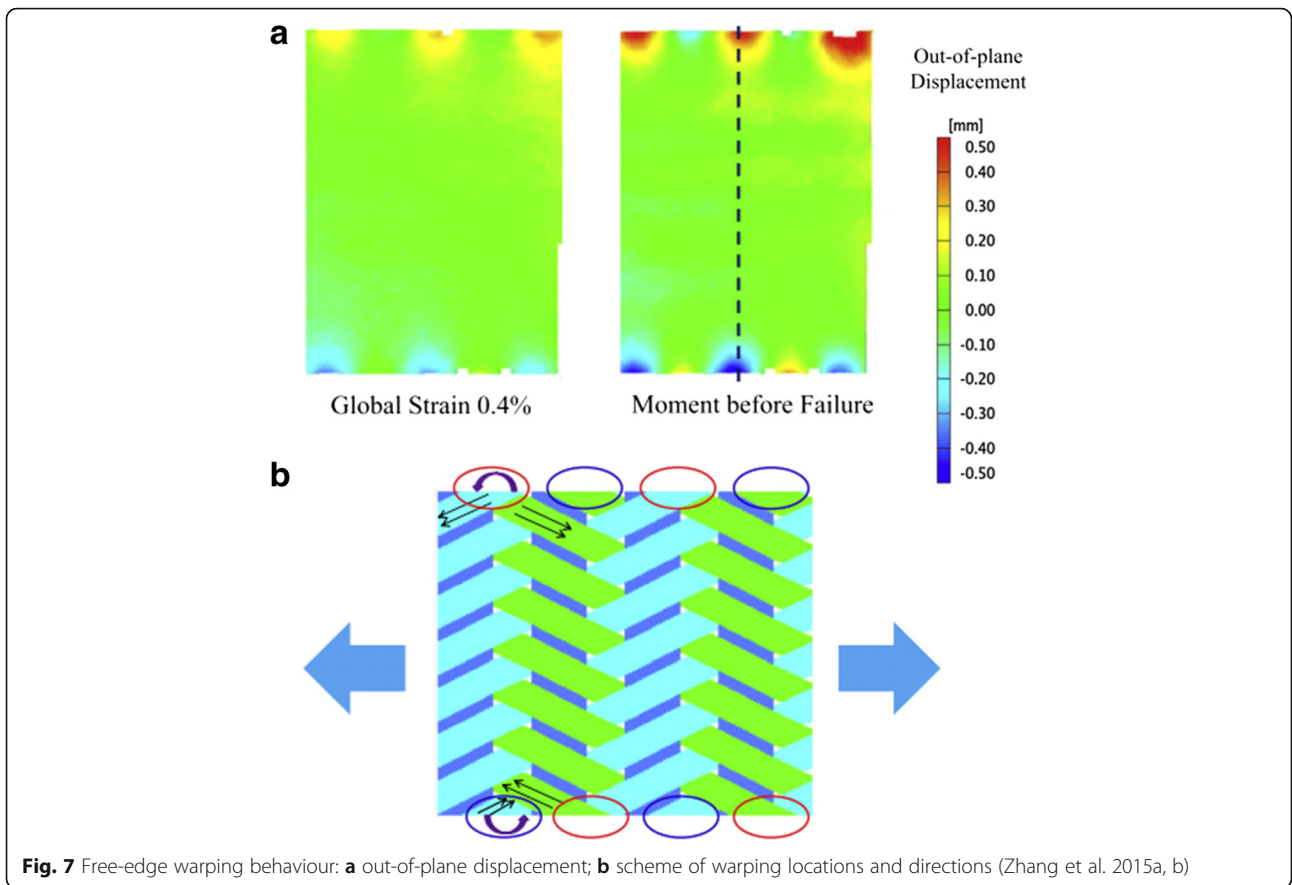 a
Out-of-plane
Displacement
[mm]
0.50
0.40
0.30
0.20
0.10
0.00
-0.10
-0.20
-0.30
-0.40
-0.50
Global Strain 0.4%
Moment before Failure
b
Fig. 7 Free-edge warping behaviour: a out-of-plane displacement; b scheme of warping locations and directions (Zhang et al. 2015a, b)